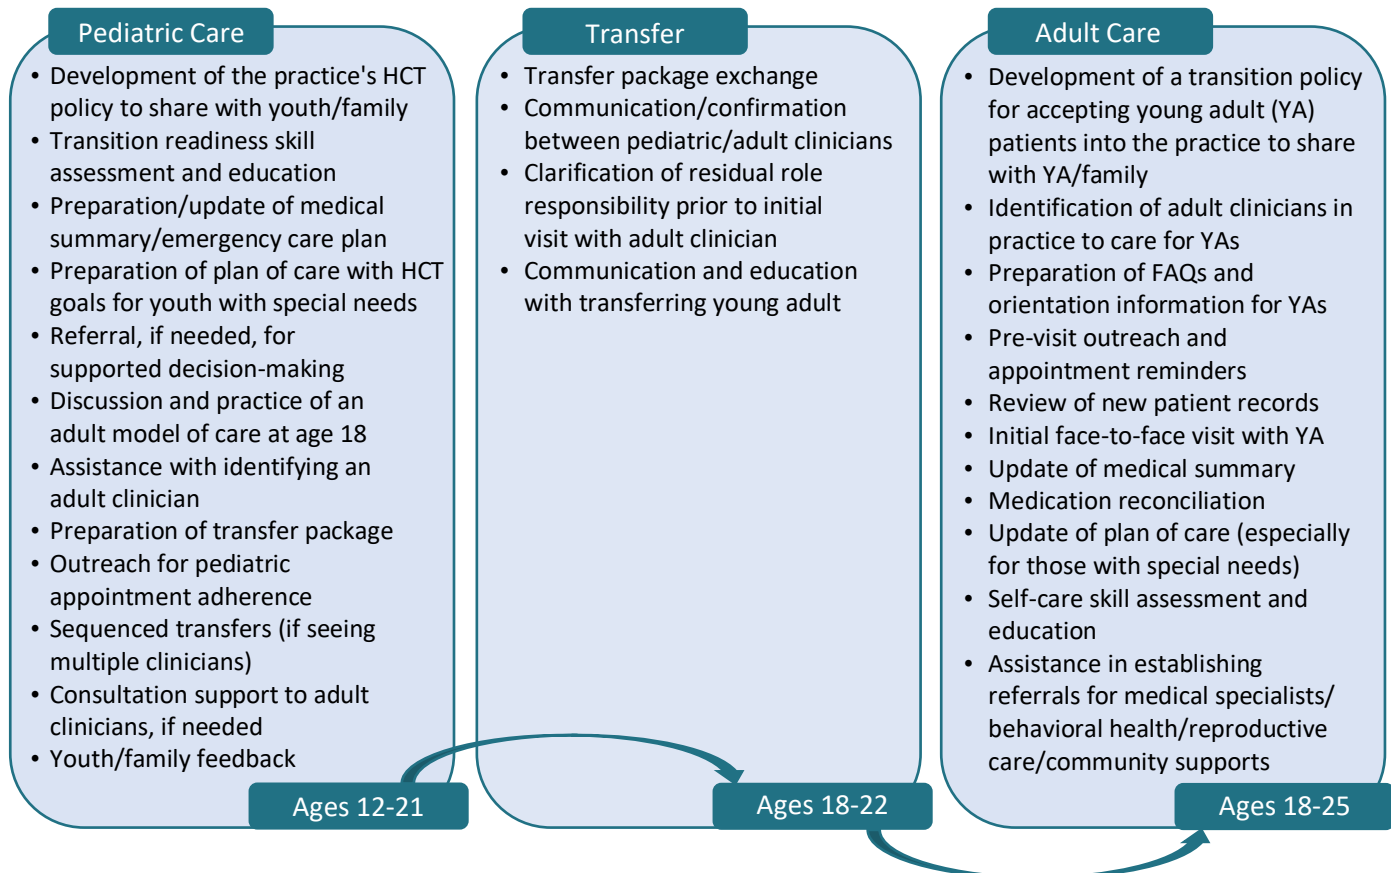 Pediatric Care
• Development of the practice's HCT
policy to share with youth/family
• Transition readiness skill
assessment and education
• Preparation/update of medical
summary/emergency care plan
• Preparation of plan of care with HCT
goals for youth with special needs
• Referral, if needed, for
supported decision-making
• Discussion and practice of an
adult model of care at age 18
• Assistance with identifying an
adult clinician
• Preparation of transfer package
• Outreach for pediatric
appointment adherence
• Sequenced transfers (if seeing
multiple clinicians)
• Consultation support to adult
clinicians, if needed
• Youth/family feedback
Ages 12-21
Transfer
• Transfer package exchange
• Communication/confirmation
between pediatric/adult clinicians
• Clarification of residual role
responsibility prior to initial
visit with adult clinician
• Communication and education
with transferring young adult
Ages 18-22
Adult Care
• Development of a transition policy
for accepting young adult (YA)
patients into the practice to share
with YA/family
• Identification of adult clinicians in
practice to care for YAs
• Preparation of FAQs and
orientation information for YAs
• Pre-visit outreach and
appointment reminders
• Review of new patient records
• Initial face-to-face visit with YA
• Update of medical summary
• Medication reconciliation
• Update of plan of care (especially
for those with special needs)
• Self-care skill assessment and
education
• Assistance in establishing
referrals for medical specialists/
behavioral health/reproductive
care/community supports
Ages 18-25